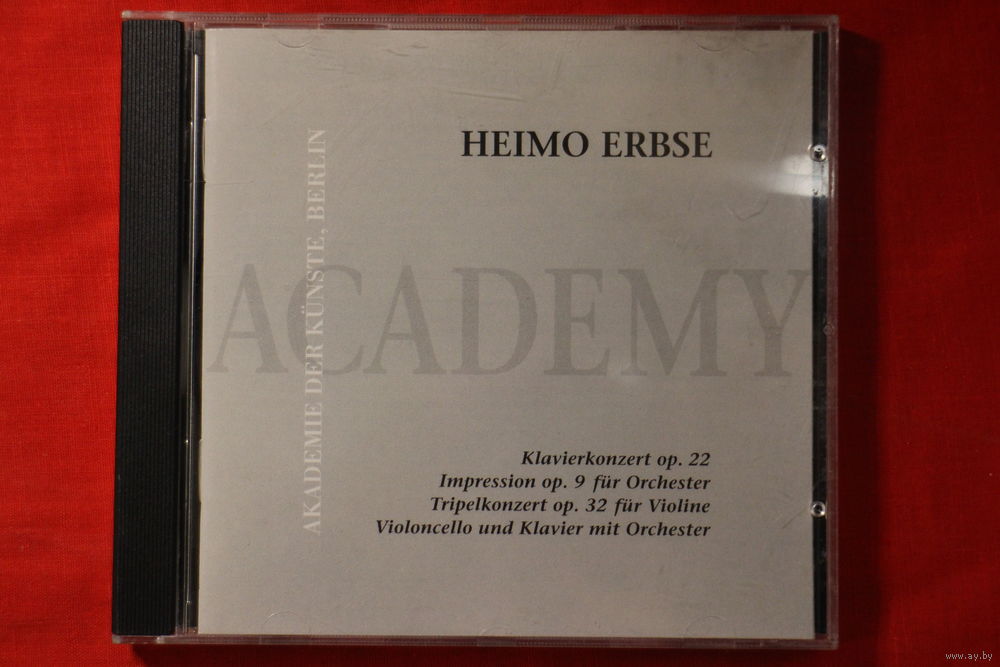 HEIMO ERBSE
AKADEMIE DER KÜNSTE, BERLIN
ACADEMY
Klavierkonzert op. 22
Impression op. 9 für Orchester
Tripelkonzert op. 32 für Violine
Violoncello und Klavier mit Orchester
www.ay.by